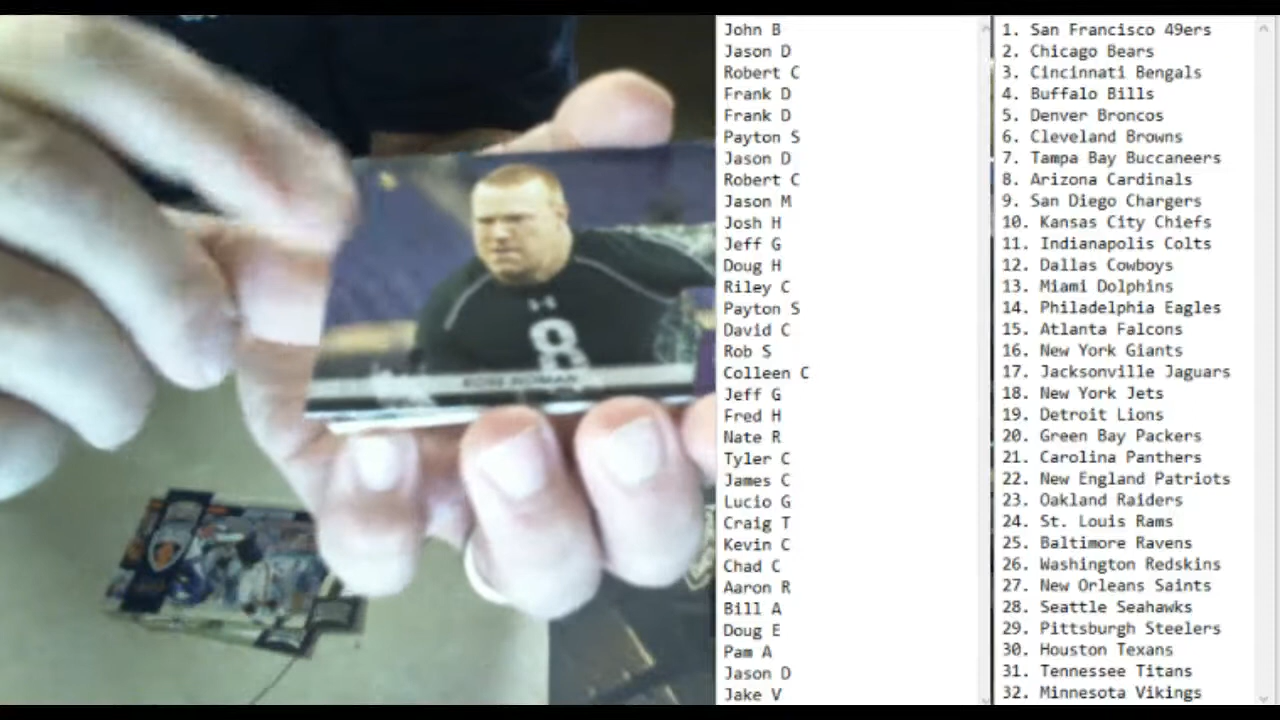 John B
Jason D
Robert C
Frank D
Frank D
Payton S
Jason D
Robert C
Jason M
Josh H
Jeff G
Doug H
Riley C
Payton S
David C
Rob S
Colleen C
Jeff G
Fred H
Nate R
Tyler C
James C
Lucio G
Craig T
Kevin C
Chad C
Aaron R
Bill A
Doug E
Pam A
Jason D
Jake V
1. San Francisco 49ers
2. Chicago Bears
3. Cincinnati Bengals
4. Buffalo Bills
5. Denver Broncos
6. Cleveland Browns
7. Tampa Bay Buccaneers
8. Arizona Cardinals
9. San Diego Chargers
10. Kansas City Chiefs
11. Indianapolis Colts
12. Dallas Cowboys
13. Miami Dolphins
14. Philadelphia Eagles
15. Atlanta Falcons
16. New York Giants
17. Jacksonville Jaguars
18. New York Jets
19. Detroit Lions
20. Green Bay Packers
21. Carolina Panthers
22. New England Patriots
23. Oakland Raiders
24. St. Louis Rams
25. Baltimore Ravens
26. Washington Redskins
27. New Orleans Saints
28. Seattle Seahawks
29. Pittsburgh Steelers
30. Houston Texans
31. Tennessee Titans
32. Minnesota Vikings
8